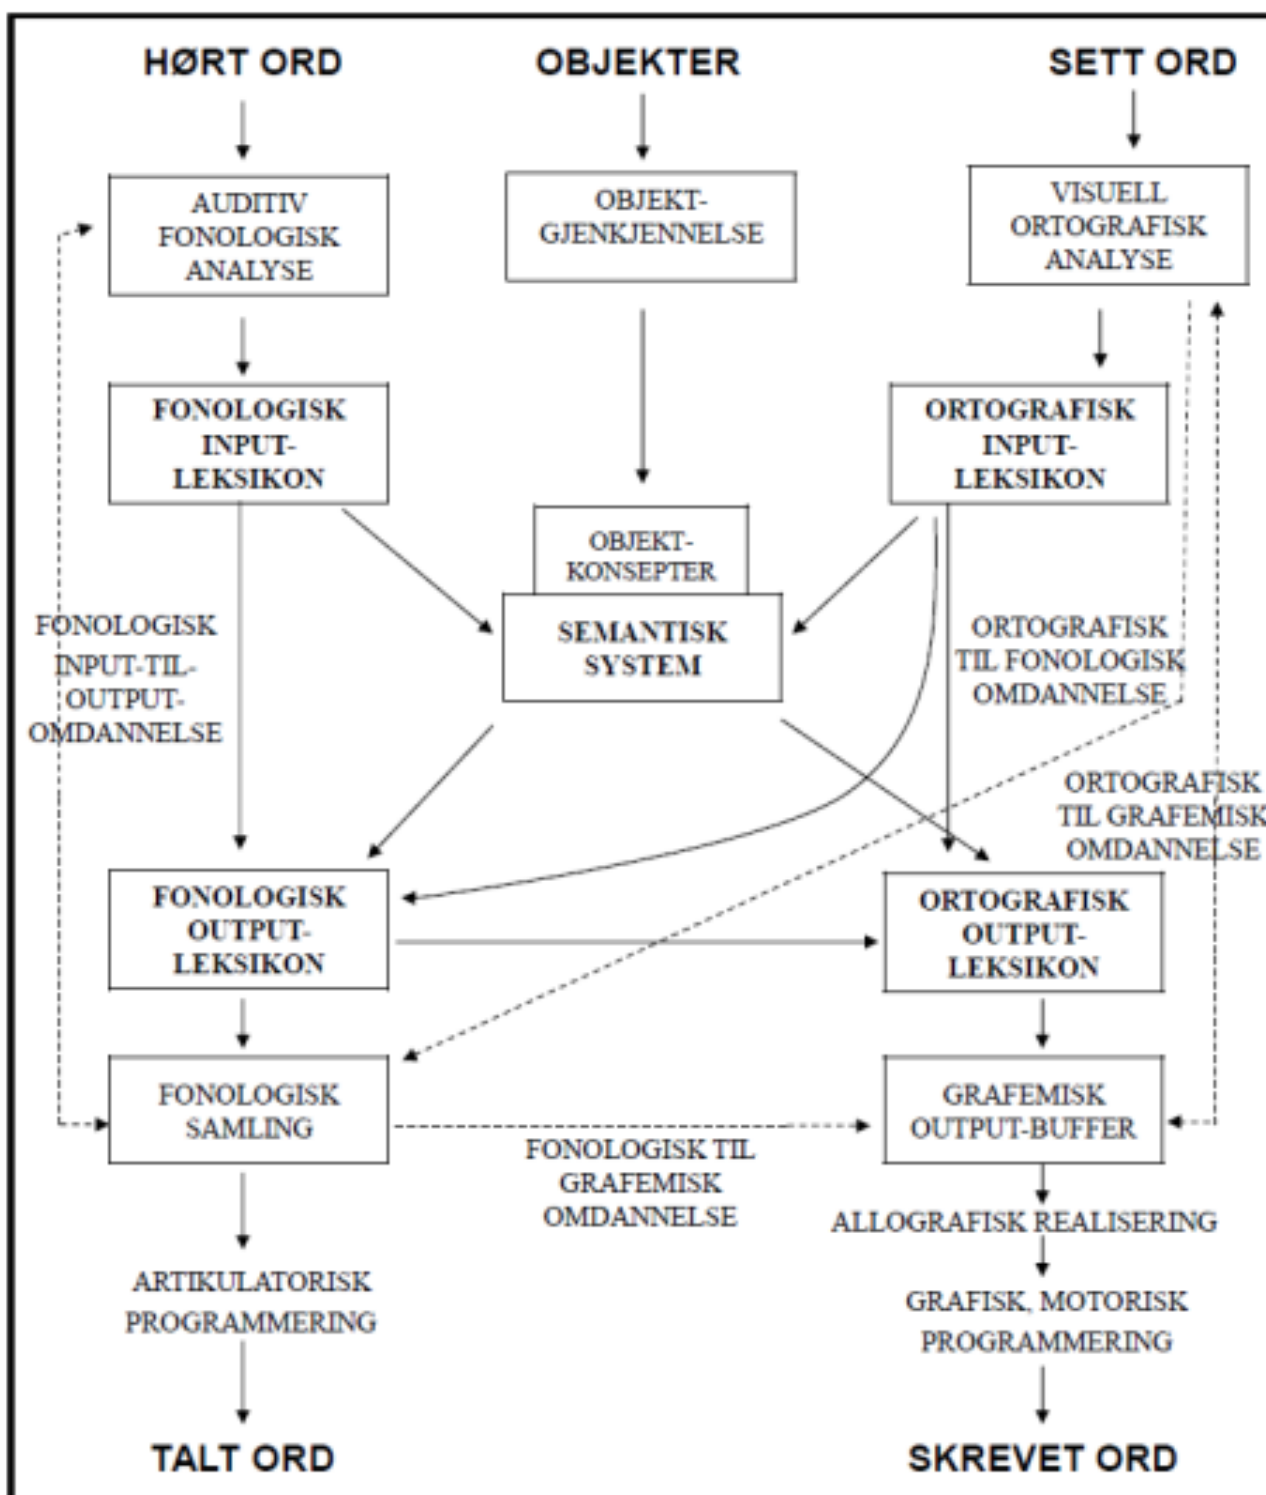 HØRT ORD
OBJEKTER
SETT ORD
AUDITIV
FONOLOGISK
ANALYSE
OBJEKT-
GJENKJENNELSE
VISUELL
ORTOGRAFISK
ANALYSE
FONOLOGISK
INPUT-
LEKSIKON
ORTOGRAFISK
INPUT-
LEKSIKON
OBJEKT-
KONSEPTER
SEMANTISK
SYSTEM
FONOLOGISK
INPUT-TIL-
OUTPUT-
OMDANNELSE
ORTOGRAFISK
TIL FONOLOGISK
OMDANNELSE
ORTOGRAFISK
TIL GRAFEMISK
OMDANNELSE
FONOLOGISK
OUTPUT-
LEKSIKON
ORTOGRAFISK
OUTPUT-
LEKSIKON
FONOLOGISK
SAMLING
FONOLOGISK TIL
GRAFEMISK
OMDANNELSE
GRAFEMISK
OUTPUT-BUFFER
ALLOGRAFISK REALISERING
ARTIKULATORISK
PROGRAMMERING
GRAFISK, MOTORISK
PROGRAMMERING
TALT ORD
SKREVET ORD